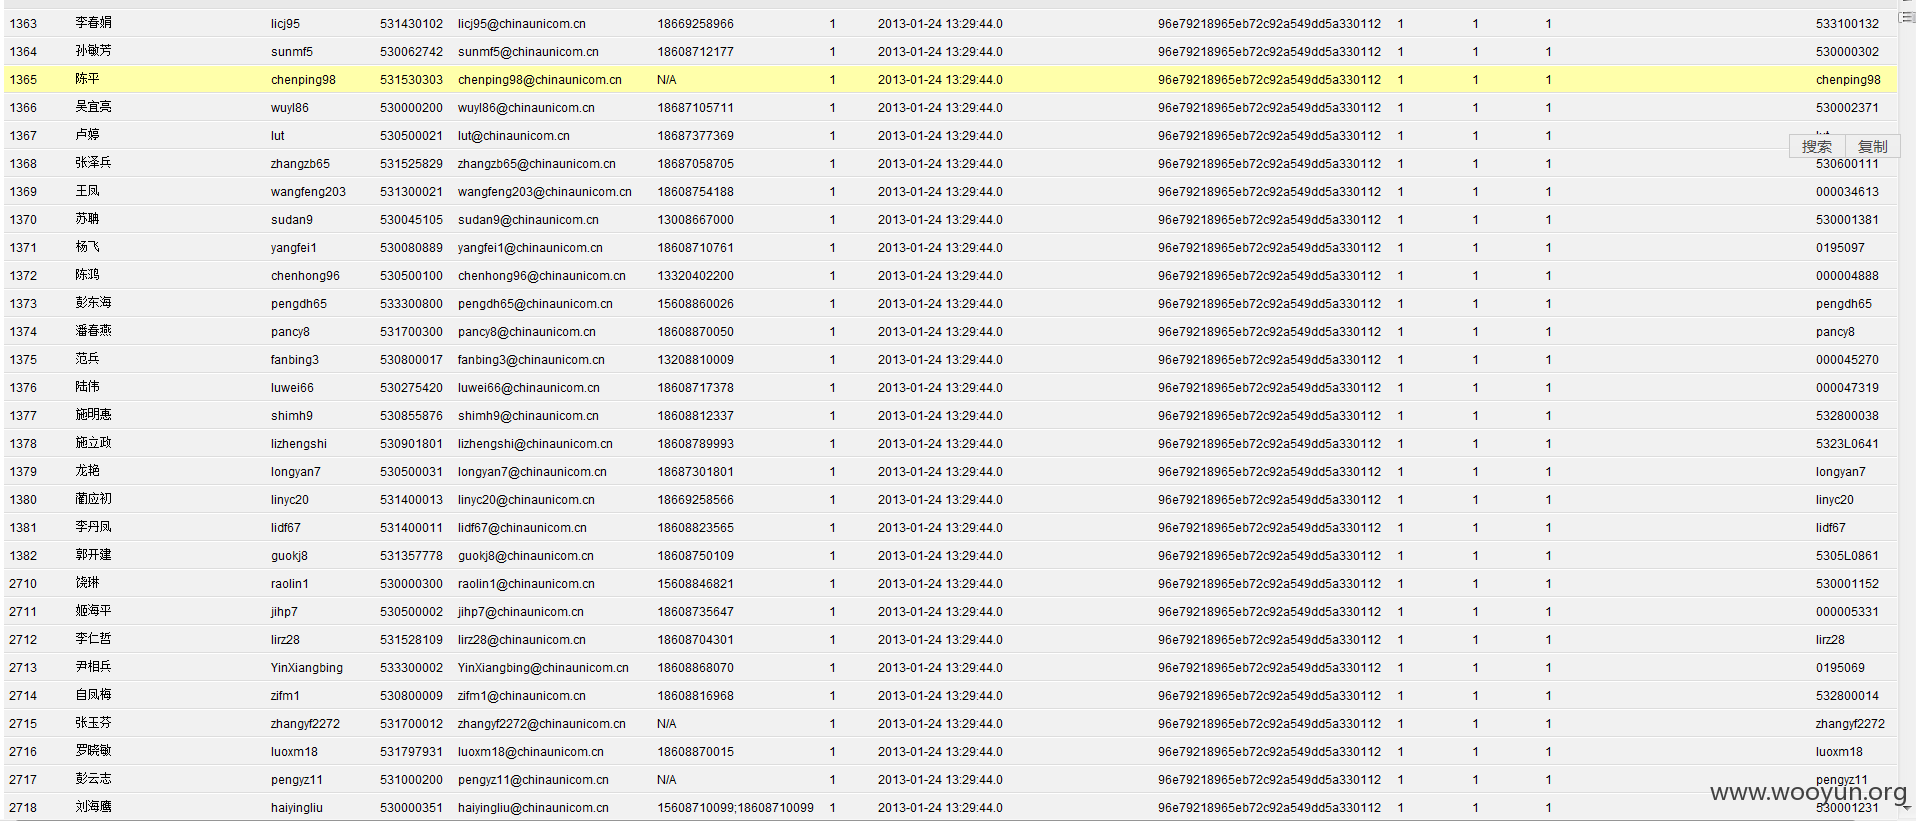 1363 李春娟 licj95 531430102 licj95@chinaunicom.cn 18669258966 1 2013-01-24 13:29:44.0 96e79218965eb72c92a549dd5a330112 1 1 1 533100132
1364 孙敏芳 sunmf5 530062742 sunmf5@chinaunicom.cn 18608712177 1 2013-01-24 13:29:44.0 96e79218965eb72c92a549dd5a330112 1 1 1 530000302
1365 陈平 chenping98 531530303 chenping98@chinaunicom.cn N/A 1 2013-01-24 13:29:44.0 96e79218965eb72c92a549dd5a330112 1 1 1 chenping98
1366 吴宜亮 wuyl86 530000200 wuyl86@chinaunicom.cn 18687105711 1 2013-01-24 13:29:44.0 96e79218965eb72c92a549dd5a330112 1 1 1 530002371
1367 卢婷 lut 530500021 lut@chinaunicom.cn 18687377369 1 2013-01-24 13:29:44.0 96e79218965eb72c92a549dd5a330112 1 1 1
搜索 复制
1368 张泽兵 zhangzb65 531525829 zhangzb65@chinaunicom.cn 18687058705 1 2013-01-24 13:29:44.0 96e79218965eb72c92a549dd5a330112 1 1 1 530600111
1369 王凤 wangfeng203 531300021 wangfeng203@chinaunicom.cn 18608754188 1 2013-01-24 13:29:44.0 96e79218965eb72c92a549dd5a330112 1 1 1 000034613
1370 苏聃 sudan9 530045105 sudan9@chinaunicom.cn 13008667000 1 2013-01-24 13:29:44.0 96e79218965eb72c92a549dd5a330112 1 1 1 530001381
1371 杨飞 yangfei1 530080889 yangfei1@chinaunicom.cn 18608710761 1 2013-01-24 13:29:44.0 96e79218965eb72c92a549dd5a330112 1 1 1 0195097
1372 陈鸿 chenhong96 530500100 chenhong96@chinaunicom.cn 13320402200 1 2013-01-24 13:29:44.0 96e79218965eb72c92a549dd5a330112 1 1 1 000004888
1373 彭东海 pengdh65 533300800 pengdh65@chinaunicom.cn 15608860026 1 2013-01-24 13:29:44.0 96e79218965eb72c92a549dd5a330112 1 1 1 pengdh65
1374 潘春燕 pancy8 531700300 pancy8@chinaunicom.cn 18608870050 1 2013-01-24 13:29:44.0 96e79218965eb72c92a549dd5a330112 1 1 1 pancy8
1375 范兵 fanbing3 530800017 fanbing3@chinaunicom.cn 13208810009 1 2013-01-24 13:29:44.0 96e79218965eb72c92a549dd5a330112 1 1 1 000045270
1376 陆伟 luwei66 530275420 luwei66@chinaunicom.cn 18608717378 1 2013-01-24 13:29:44.0 96e79218965eb72c92a549dd5a330112 1 1 1 000047319
1377 施明惠 shimh9 530855876 shimh9@chinaunicom.cn 18608812337 1 2013-01-24 13:29:44.0 96e79218965eb72c92a549dd5a330112 1 1 1 532800038
1378 施立政 lizhengshi 530901801 lizhengshi@chinaunicom.cn 18608789993 1 2013-01-24 13:29:44.0 96e79218965eb72c92a549dd5a330112 1 1 1 5323L0641
1379 龙艳 longyan7 530500031 longyan7@chinaunicom.cn 18687301801 1 2013-01-24 13:29:44.0 96e79218965eb72c92a549dd5a330112 1 1 1 longyan7
1380 蔺应初 linyc20 531400013 linyc20@chinaunicom.cn 18669258566 1 2013-01-24 13:29:44.0 96e79218965eb72c92a549dd5a330112 1 1 1 linyc20
1381 李丹凤 lidf67 531400011 lidf67@chinaunicom.cn 18608823565 1 2013-01-24 13:29:44.0 96e79218965eb72c92a549dd5a330112 1 1 1 lidf67
1382 郭开建 guokj8 531357778 guokj8@chinaunicom.cn 18608750109 1 2013-01-24 13:29:44.0 96e79218965eb72c92a549dd5a330112 1 1 1 5305L0861
2710 饶琳 raolin1 530000300 raolin1@chinaunicom.cn 15608846821 1 2013-01-24 13:29:44.0 96e79218965eb72c92a549dd5a330112 1 1 1 530001152
2711 姬海平 jihp7 530500002 jihp7@chinaunicom.cn 18608735647 1 2013-01-24 13:29:44.0 96e79218965eb72c92a549dd5a330112 1 1 1 000005331
2712 李仁哲 lirz28 531528109 lirz28@chinaunicom.cn 18608704301 1 2013-01-24 13:29:44.0 96e79218965eb72c92a549dd5a330112 1 1 1 lirz28
2713 尹相兵 YinXiangbing 533300002 YinXiangbing@chinaunicom.cn 18608868070 1 2013-01-24 13:29:44.0 96e79218965eb72c92a549dd5a330112 1 1 1 0195069
2714 自凤梅 zifm1 530800009 zifm1@chinaunicom.cn 18608816968 1 2013-01-24 13:29:44.0 96e79218965eb72c92a549dd5a330112 1 1 1 532800014
2715 张玉芬 zhangyf2272 531700012 zhangyf2272@chinaunicom.cn N/A 1 2013-01-24 13:29:44.0 96e79218965eb72c92a549dd5a330112 1 1 1 zhangyf2272
2716 罗晓敏 luoxm18 531797931 luoxm18@chinaunicom.cn 18608870015 1 2013-01-24 13:29:44.0 96e79218965eb72c92a549dd5a330112 1 1 1 luoxm18
2717 彭云志 pengyz11 531000200 pengyz11@chinaunicom.cn N/A 1 2013-01-24 13:29:44.0 96e79218965eb72c92a549dd5a330112 1 1 1 pengyz11
www.wooyun.org
2718 刘海鹰 haiyingliu 530000351 haiyingliu@chinaunicom.cn 15608710099;18608710099 1 2013-01-24 13:29:44.0 96e79218965eb72c92a549dd5a330112 1 1 1 530001231